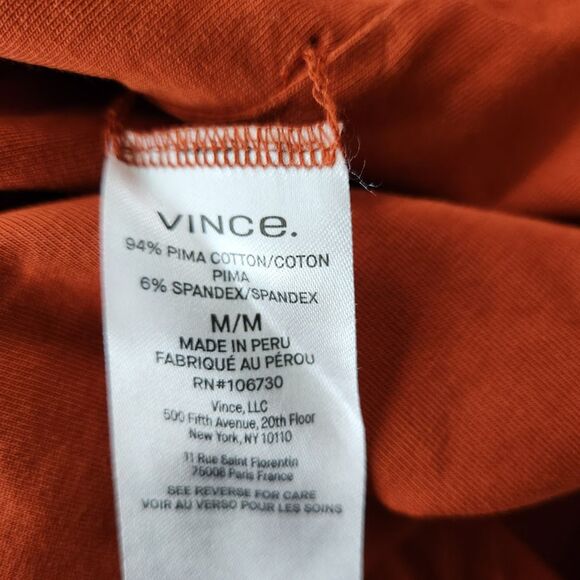 VINCE.
94% PIMA COTTON/COTON
PIMA
6% SPANDEX/SPANDEX
M/M
MADE IN PERU
FABRIQUÉ AU PÉROU
RN#106730
Vince, LLC
500 Fifth Avenue, 20th Floor
New York, NY 10110
11 Rue Saint Florentin
75008 Paris France
SEE REVERSE FOR CARE
VOIR AU VERSO POUR LES SOINS